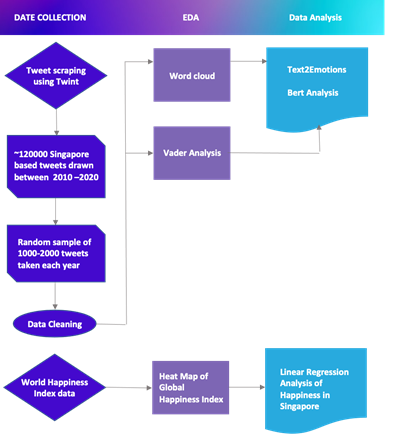 DATE COLLECTION
EDA
Data Analysis
Tweet scraping
using Twint
Word cloud
Text2Emotions
Bert Analysis
~120000 Singapore
based tweets drawn
between 2010 –2020
Vader Analysis
Random sample of
1000-2000 tweets
taken each year
Data Cleaning
World Happiness
Index data
Heat Map of
Global
Happiness Index
Linear Regression
Analysis of
Happiness in
Singapore